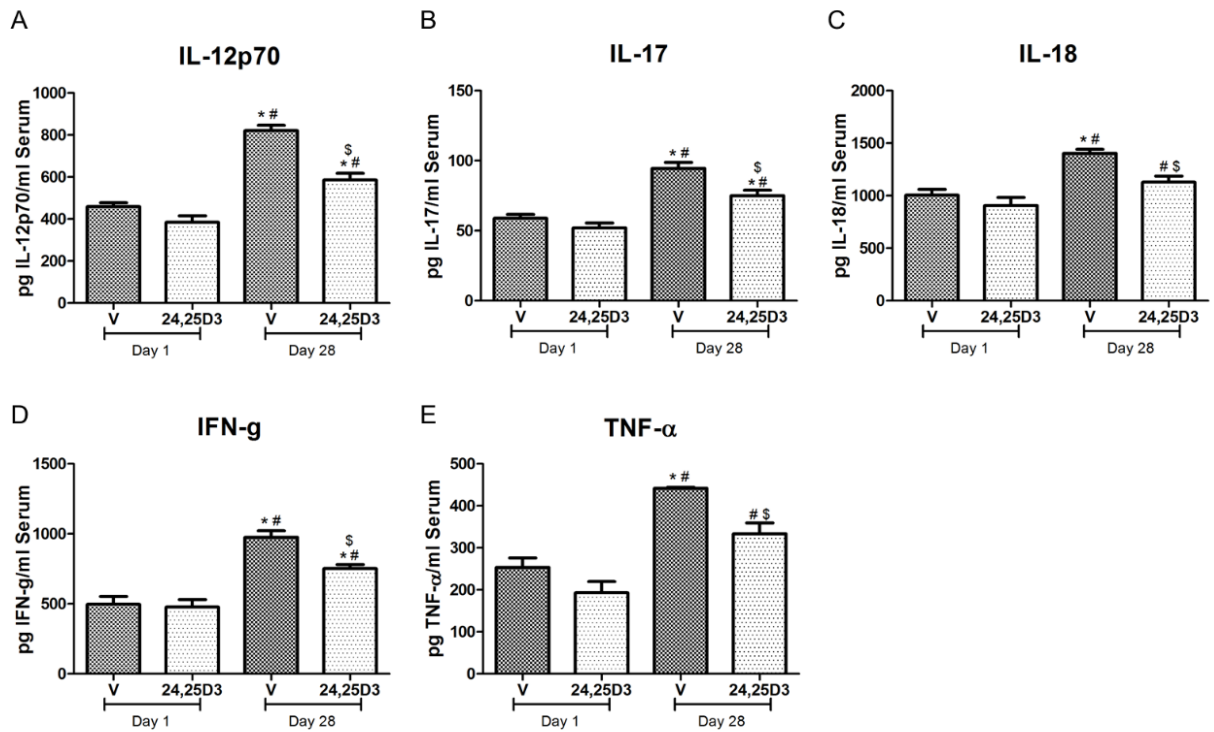 A
IL-12p70
pg IL-12p70/ml Serum
1000
800
600
400
200
0
* #
$
* #
V
24,25D3
V
24,25D3
Day 1
Day 28
B
IL-17
pg IL-17/ml Serum
150
100
50
0
* #
$
* #
V
24,25D3
V
24,25D3
Day 1
Day 28
C
IL-18
pg IL-18/ml Serum
2000
1500
1000
500
0
* #
# $
V
24,25D3
V
24,25D3
Day 1
Day 28
D
IFN-g
pg IFN-g/ml Serum
1500
1000
500
0
* #
$
* #
V
24,25D3
V
24,25D3
Day 1
Day 28
E
TNF-α
pg TNF-α/ml Serum
500
400
300
200
100
0
* #
# $
V
24,25D3
V
24,25D3
Day 1
Day 28